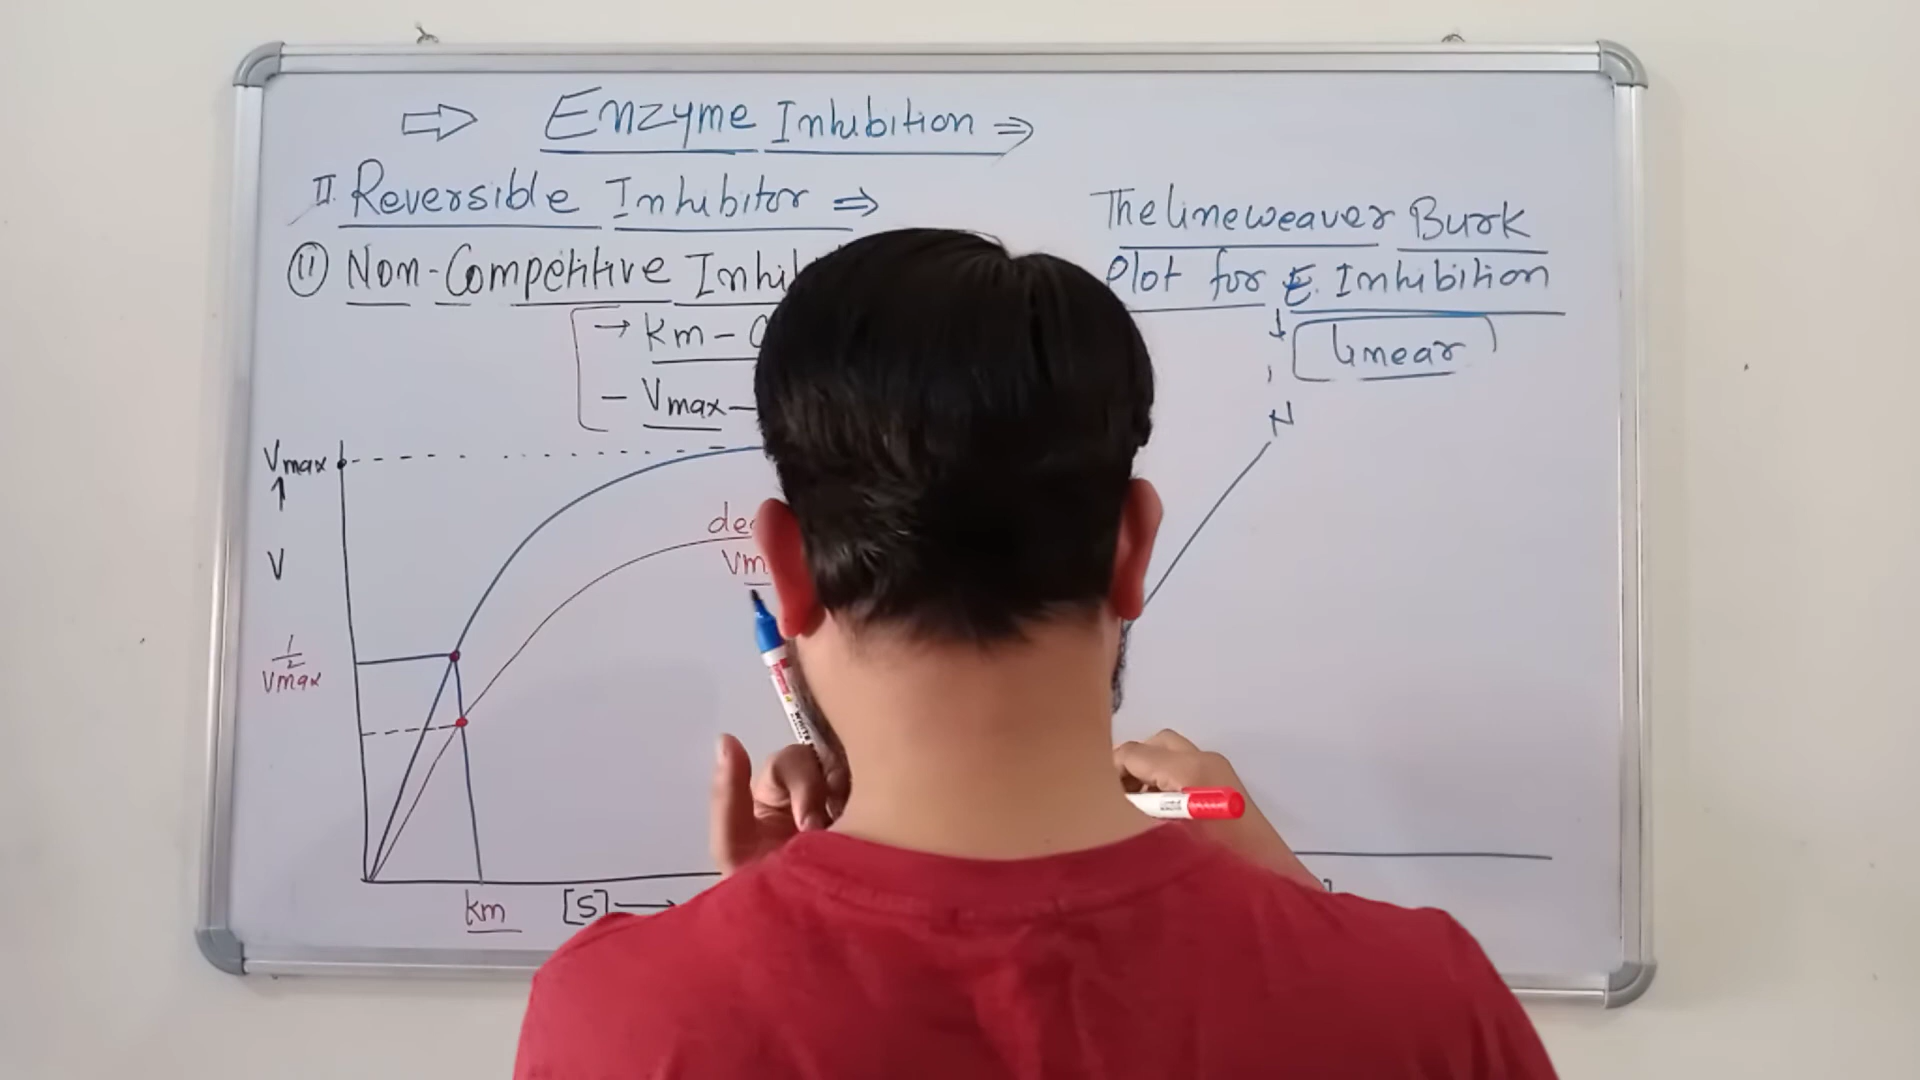 ⇒ Enzyme Inhibition ⇒
II. Reversible Inhibitor ⇒
(II) Non-Competitive
→ km -
- Vmax -
Vmax
V
1/2
Vmax
km
[S] →
The lineweaver Burk
Plot for E. Inhibition
linear
N